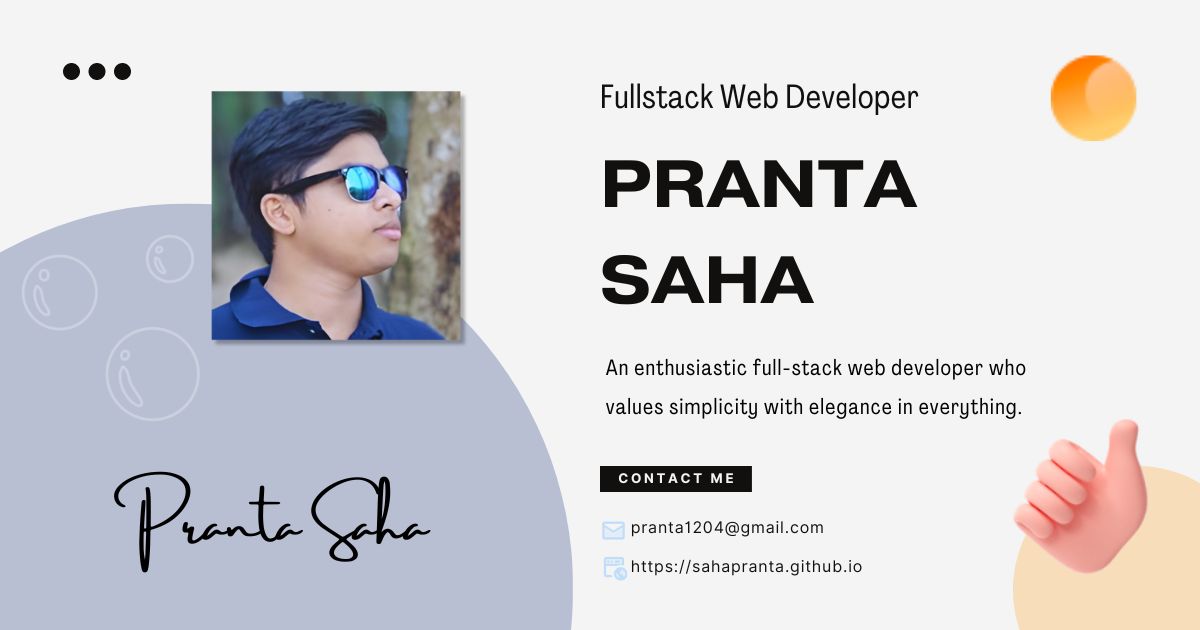 Fullstack Web Developer
PRANTA
SAHA
An enthusiastic full-stack web developer who
values simplicity with elegance in everything.
CONTACT ME
pranta1204@gmail.com
https://sahapranta.github.io
Pranta Saha